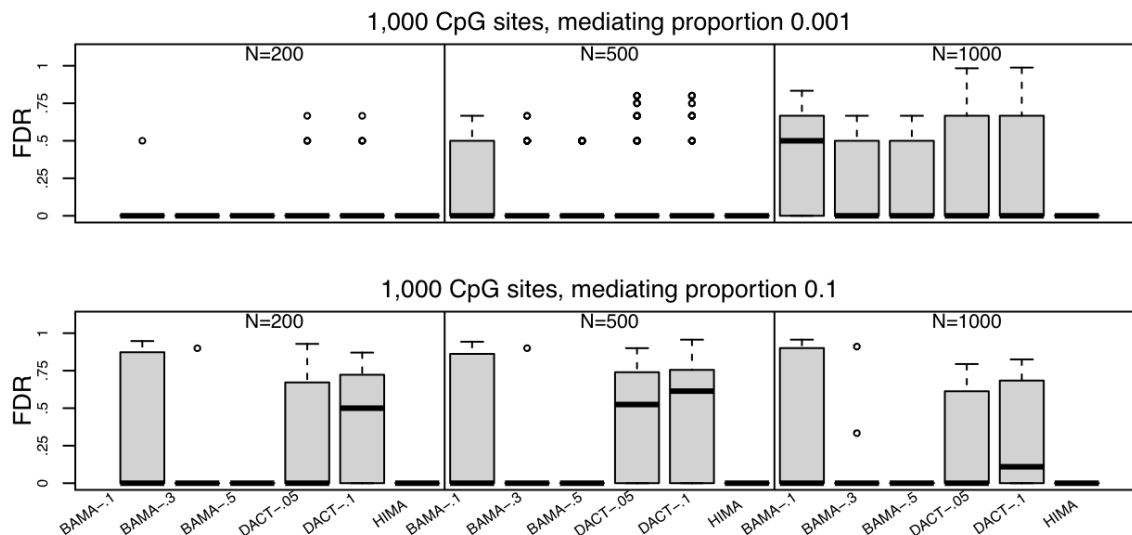 1,000 CpG sites, mediating proportion 0.001
N=200 N=500 N=1000
FDR
1
.75
.5
.25
0
1,000 CpG sites, mediating proportion 0.1
N=200 N=500 N=1000
FDR
1
.75
.5
.25
0
BAMA-.1 BAMA-.3 BAMA-.5 DACT-.05 DACT-.1 HIMA BAMA-.1 BAMA-.3 BAMA-.5 DACT-.05 DACT-.1 HIMA BAMA-.1 BAMA-.3 BAMA-.5 DACT-.05 DACT-.1 HIMA